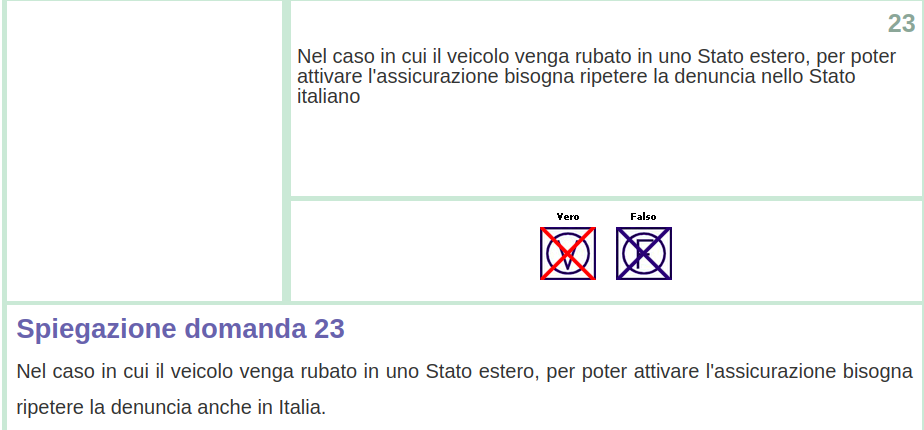 23
Nel caso in cui il veicolo venga rubato in uno Stato estero, per poter
attivare l'assicurazione bisogna ripetere la denuncia nello Stato
italiano
Vero Falso
V F
Spiegazione domanda 23
Nel caso in cui il veicolo venga rubato in uno Stato estero, per poter attivare l'assicurazione bisogna
ripetere la denuncia anche in Italia.